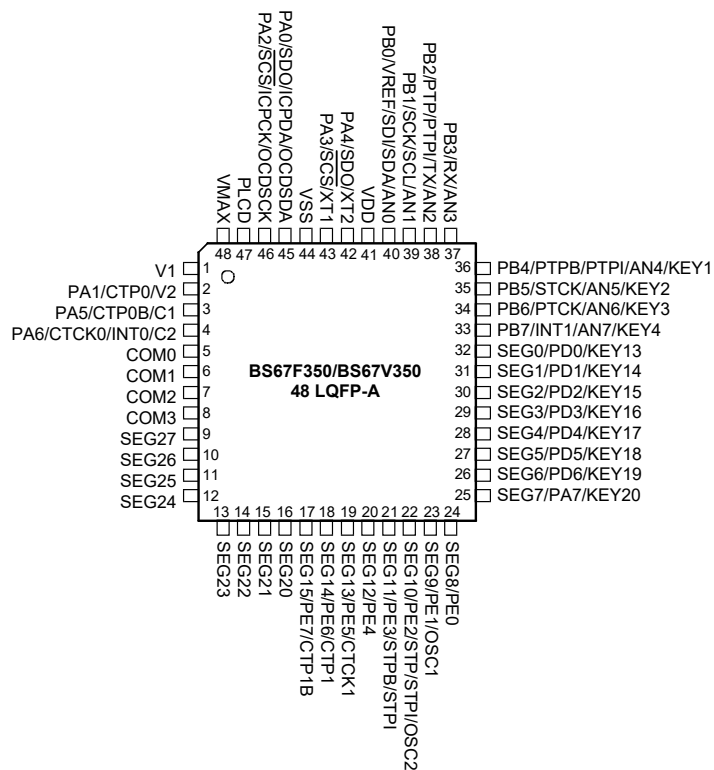 PA0/SDO/ICPDA/OCDSDA
PA2/SCS/ICPCK/OCDSCK
PLCD
VMAX
PA4/SDO/XT2
PA3/SCS/XT1
VSS
PB0/VREF/SDI/SDA/AN0
VDD
PB2/PTP/PTPI/TX/AN2
PB1/SCK/SCL/AN1
PB3/RX/AN3
48 47 46 45 44 43 42 41 40 39 38 37
V1 1
PA1/CTP0/V2 2
PA5/CTP0B/C1 3
PA6/CTCK0/INT0/C2 4
COM0 5
COM1 6
COM2 7
COM3 8
SEG27 9
SEG26 10
SEG25 11
SEG24 12
BS67F350/BS67V350
48 LQFP-A
36 PB4/PTPB/PTPI/AN4/KEY1
35 PB5/STCK/AN5/KEY2
34 PB6/PTCK/AN6/KEY3
33 PB7/INT1/AN7/KEY4
32 SEG0/PD0/KEY13
31 SEG1/PD1/KEY14
30 SEG2/PD2/KEY15
29 SEG3/PD3/KEY16
28 SEG4/PD4/KEY17
27 SEG5/PD5/KEY18
26 SEG6/PD6/KEY19
25 SEG7/PA7/KEY20
13 14 15 16 17 18 19 20 21 22 23 24
SEG23
SEG22
SEG21
SEG20
SEG15/PE7/CTP1B
SEG14/PE6/CTP1
SEG13/PE5/CTCK1
SEG12/PE4
SEG11/PE3/STPB/STPI
SEG10/PE2/STP/STPI/OSC2
SEG9/PE1/OSC1
SEG8/PE0